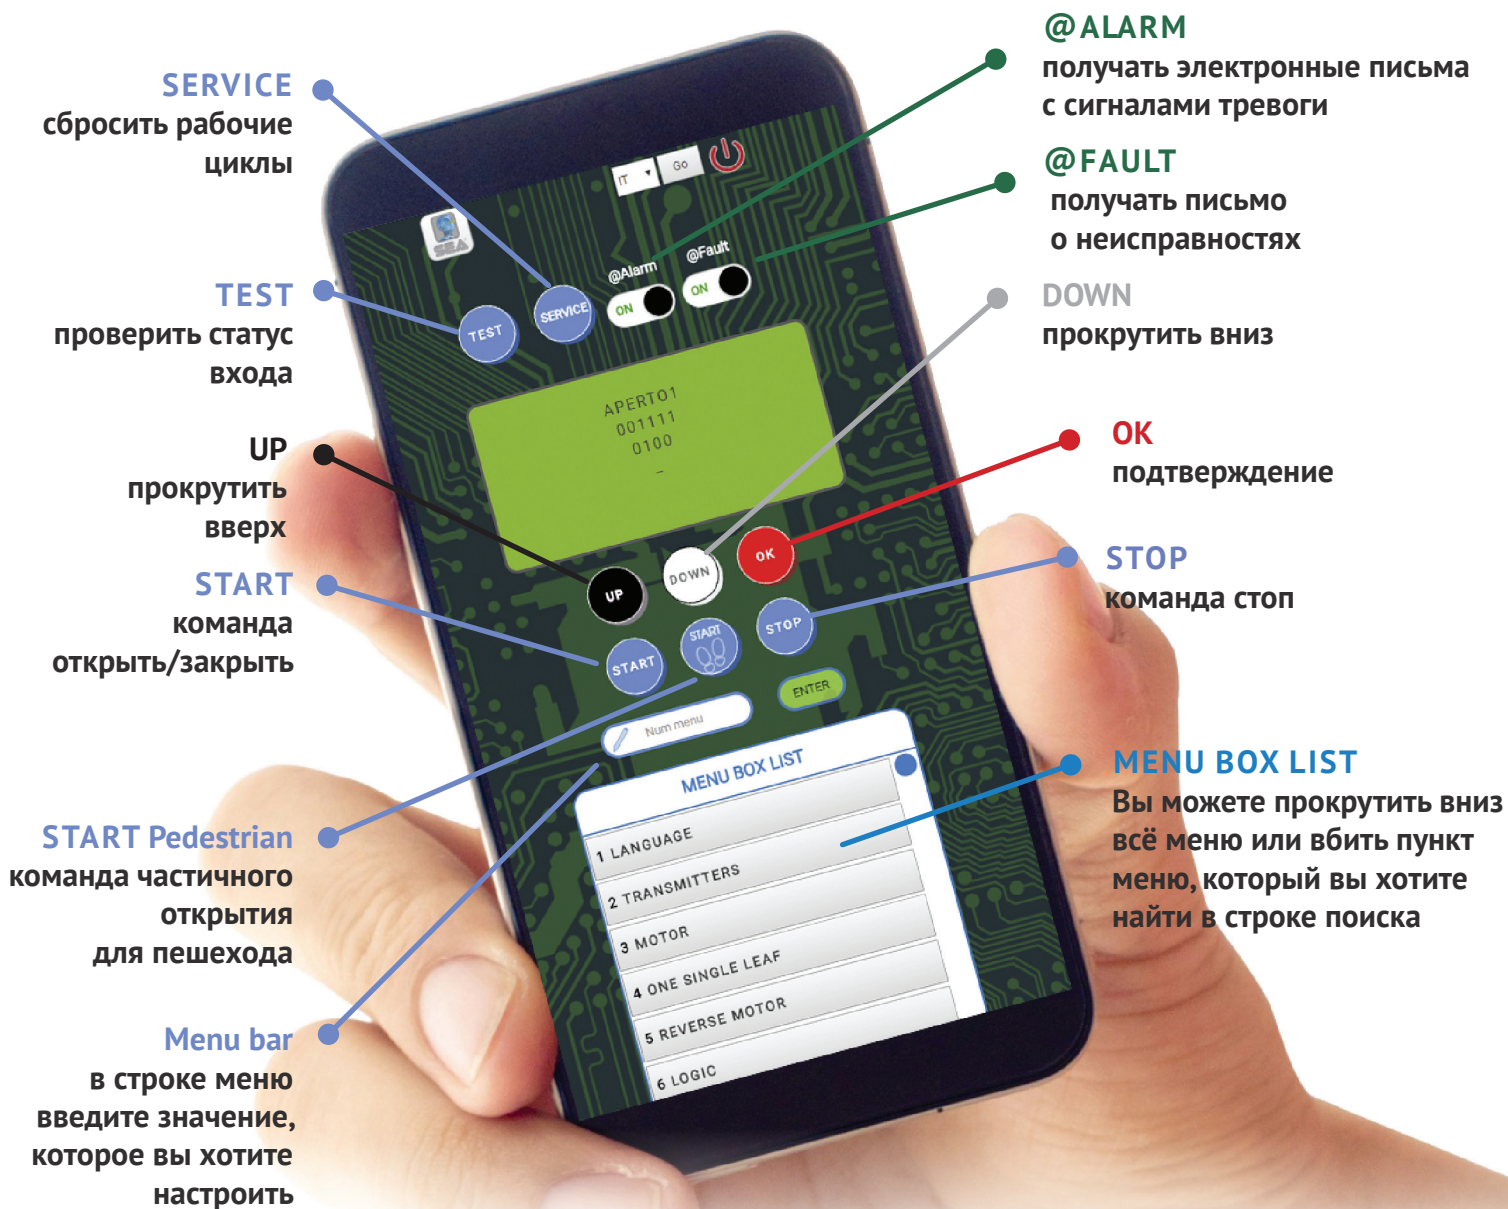 SERVICE
сбросить рабочие
циклы
TEST
проверить статус
входа
UP
прокрутить
вверх
START
команда
открыть/закрыть
START Pedestrian
команда частичного
открытия
для пешехода
Menu bar
в строке меню
введите значение,
которое вы хотите
настроить
IT Go
SEA
@Alarm @Fault
TEST SERVICE ON ON
APERTO1
001111
0100
_
UP DOWN OK
START START STOP
Num menu ENTER
MENU BOX LIST
1 LANGUAGE
2 TRANSMITTERS
3 MOTOR
4 ONE SINGLE LEAF
5 REVERSE MOTOR
6 LOGIC
@ALARM
получать электронные письма
с сигналами тревоги
@FAULT
получать письмо
о неисправностях
DOWN
прокрутить вниз
OK
подтверждение
STOP
команда стоп
MENU BOX LIST
Вы можете прокрутить вниз
всё меню или вбить пункт
меню, который вы хотите
найти в строке поиска